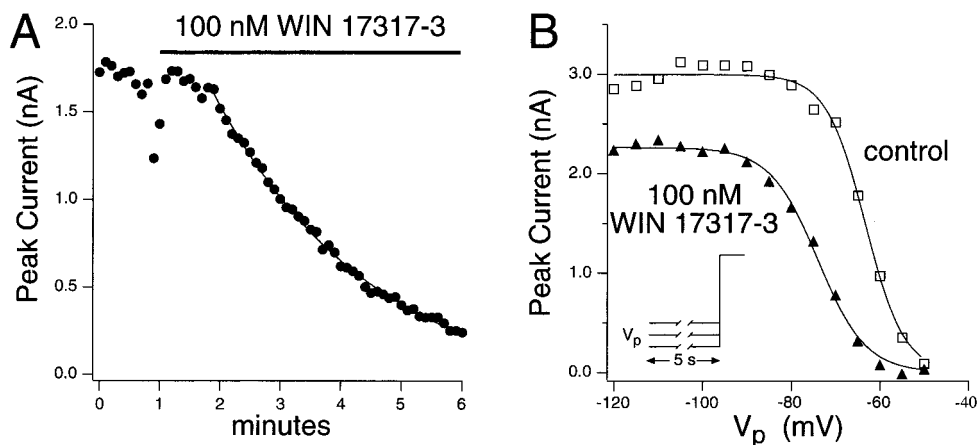 A
100 nM WIN 17317-3
2.0
1.5
1.0
0.5
0.0
Peak Current (nA)
0 1 2 3 4 5 6
minutes
B
3.0
2.0
1.0
0.0
Peak Current (nA)
control
100 nM
WIN 17317-3
Vp
5 s
-120 -100 -80 -60 -40
Vp (mV)